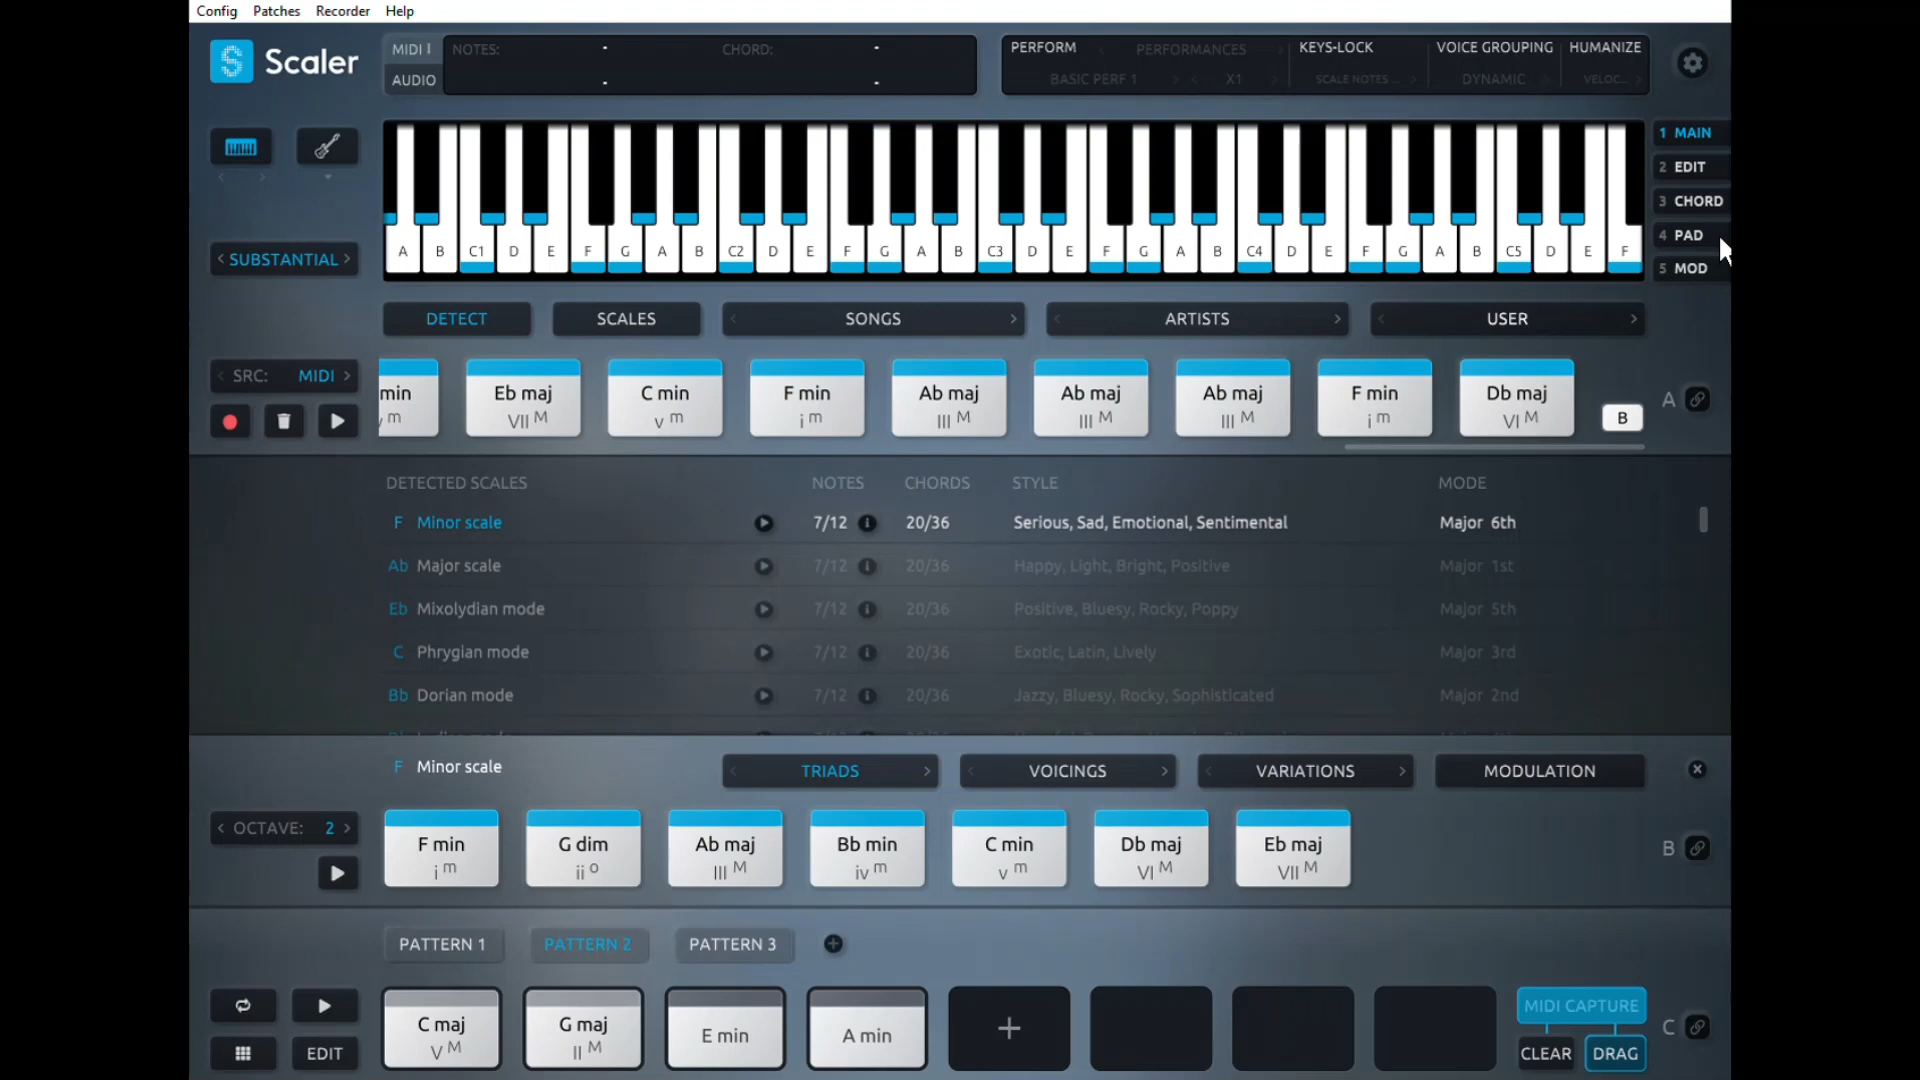 Config Patches Recorder Help
Scaler
MIDI
AUDIO
NOTES: - CHORD: -
- -
PERFORM PERFORMANCES KEYS-LOCK VOICE GROUPING HUMANIZE
BASIC PERF 1 X1 SCALE NOTES ... DYNAMIC VELOC...
1 MAIN
2 EDIT
3 CHORD
4 PAD
5 MOD
SUBSTANTIAL
A B C1 D E F G A B C2 D E F G A B C3 D E F G A B C4 D E F G A B C5 D E F
DETECT SCALES SONGS ARTISTS USER
SRC: MIDI
min Eb maj C min F min Ab maj Ab maj Ab maj F min Db maj B A
m VII M v m i m III M III M III M i m VI M
DETECTED SCALES NOTES CHORDS STYLE MODE
F Minor scale 7/12 20/36 Serious, Sad, Emotional, Sentimental Major 6th
Ab Major scale 7/12 20/36 Happy, Light, Bright, Positive Major 1st
Eb Mixolydian mode 7/12 20/36 Positive, Bluesy, Rocky, Poppy Major 5th
C Phrygian mode 7/12 20/36 Exotic, Latin, Lively Major 3rd
Bb Dorian mode 7/12 20/36 Jazzy, Bluesy, Rocky, Sophisticated Major 2nd
F Minor scale TRIADS VOICINGS VARIATIONS MODULATION
OCTAVE: 2
F min G dim Ab maj Bb min C min Db maj Eb maj B
i m ii o III M iv m v m VI M VII M
PATTERN 1 PATTERN 2 PATTERN 3
C maj G maj E min A min
V M II M
MIDI CAPTURE C
EDIT CLEAR DRAG